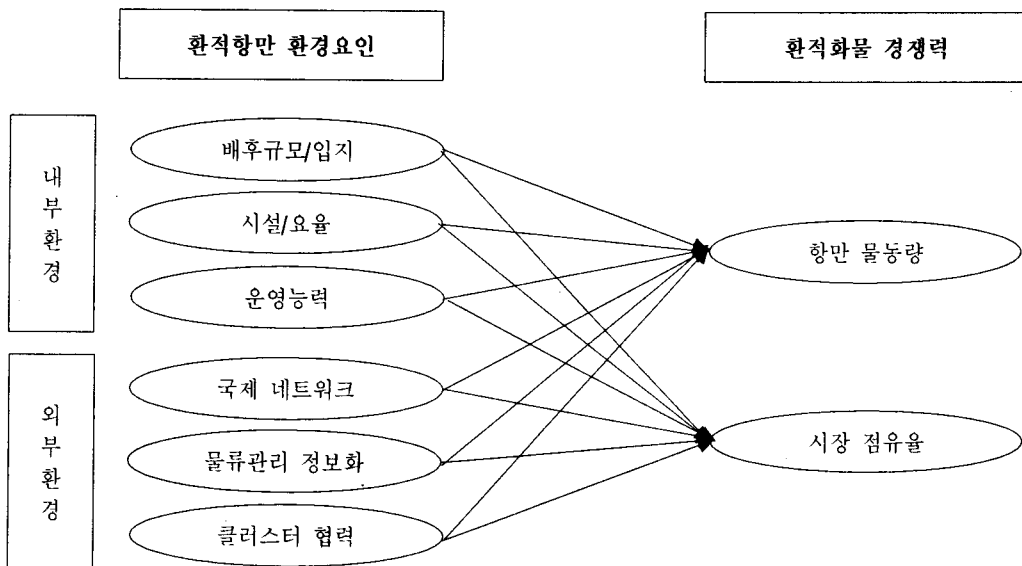 환적항만 환경요인
환적화물 경쟁력
내부환경
배후규모/입지
시설/요율
운영능력
항만 물동량
외부환경
국제 네트워크
물류관리 정보화
클러스터 협력
시장 점유율